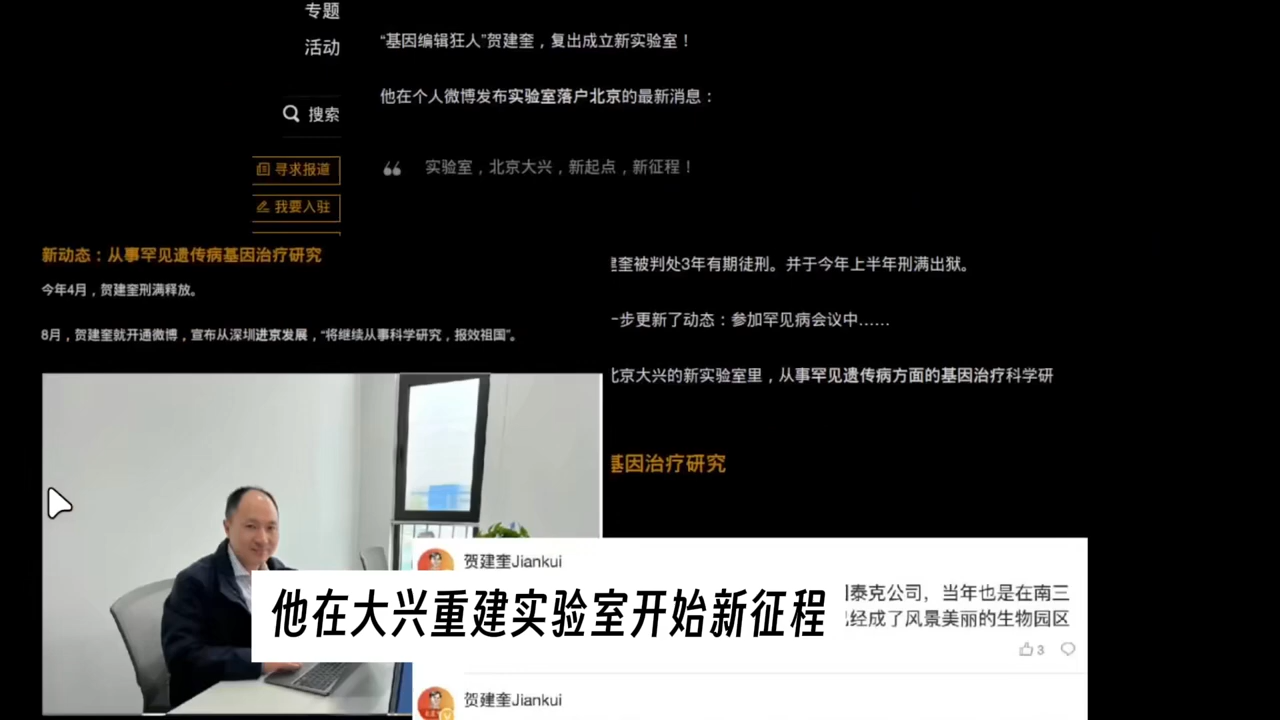 专题
活动
搜索
寻求报道
我要入驻
“基因编辑狂人”贺建奎，复出成立新实验室！
他在个人微博发布实验室落户北京的最新消息：
实验室，北京大兴，新起点，新征程！
新动态：从事罕见遗传病基因治疗研究
今年4月，贺建奎刑满释放。
8月，贺建奎就开通微博，宣布从深圳进京发展，“将继续从事科学研究，报效祖国”。
奎被判处3年有期徒刑。并于今年上半年刑满出狱。
步更新了动态：参加罕见病会议中……
京大兴的新实验室里，从事罕见遗传病方面的基因治疗科学研
基因治疗研究
贺建奎Jiankui
泰克公司，当年也是在南三
经成了风景美丽的生物园区
3
他在大兴重建实验室开始新征程
贺建奎Jiankui